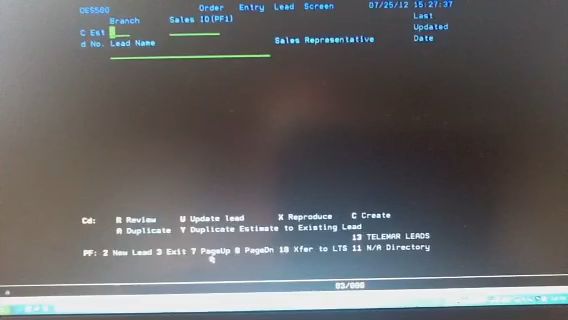 OES500 Order Entry Lead Screen 07/25/12 15:27:37
Branch Sales ID(PF1) Last
C Est Updated
d No. Lead Name Sales Representative Date
Cd: R Review U Update lead X Reproduce C Create
A Duplicate Y Duplicate Estimate to Existing Lead
13 TELEMAR LEADS
PF: 2 New Lead 3 Exit 7 PageUp 8 PageDn 10 Xfer to LTS 11 N/A Directory